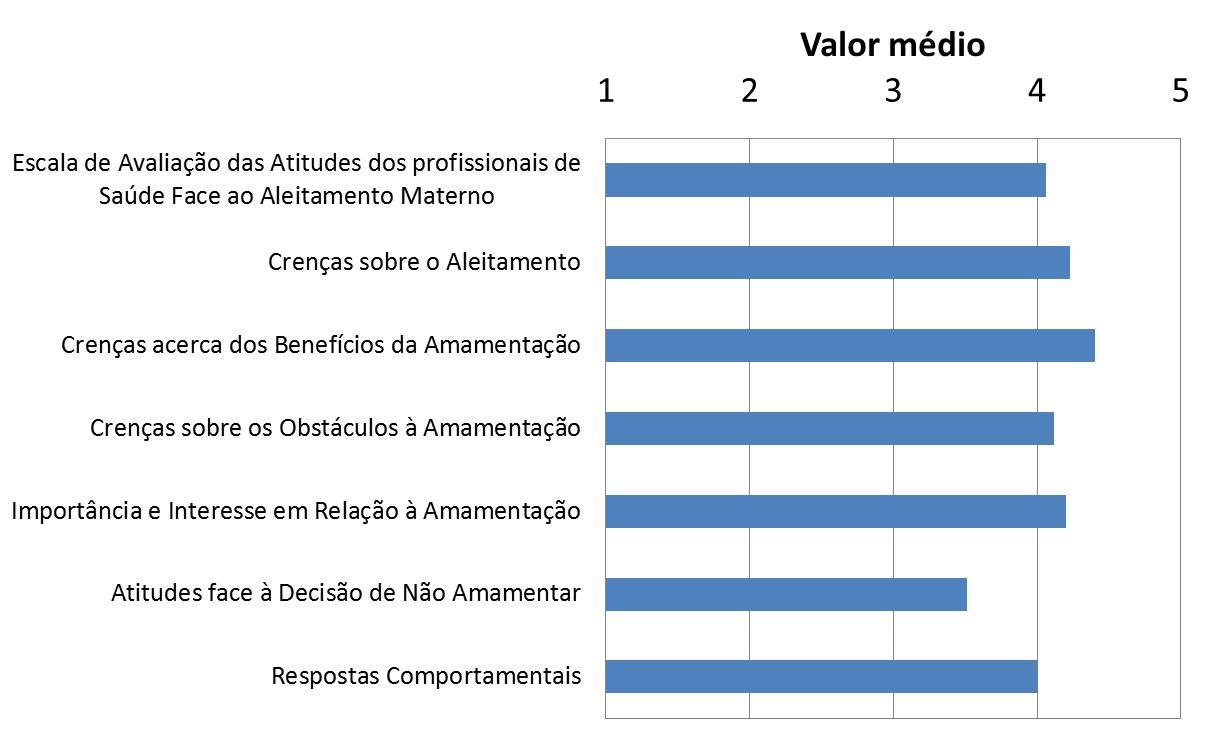 Valor médio
1 2 3 4 5
Escala de Avaliação das Atitudes dos profissionais de
Saúde Face ao Aleitamento Materno
Crenças sobre o Aleitamento
Crenças acerca dos Benefícios da Amamentação
Crenças sobre os Obstáculos à Amamentação
Importância e Interesse em Relação à Amamentação
Atitudes face à Decisão de Não Amamentar
Respostas Comportamentais